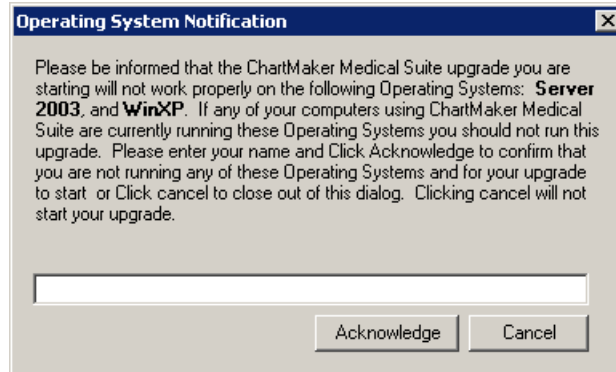 Operating System Notification
Please be informed that the ChartMaker Medical Suite upgrade you are
starting will not work properly on the following Operating Systems:  Server
2003, and WinXP.  If any of your computers using ChartMaker Medical
Suite are currently running these Operating Systems you should not run this
upgrade.  Please enter your name and Click Acknowledge to confirm that
you are not running any of these Operating Systems and for your upgrade
to start  or Click cancel to close out of this dialog.  Clicking cancel will not
start your upgrade.
Acknowledge
Cancel